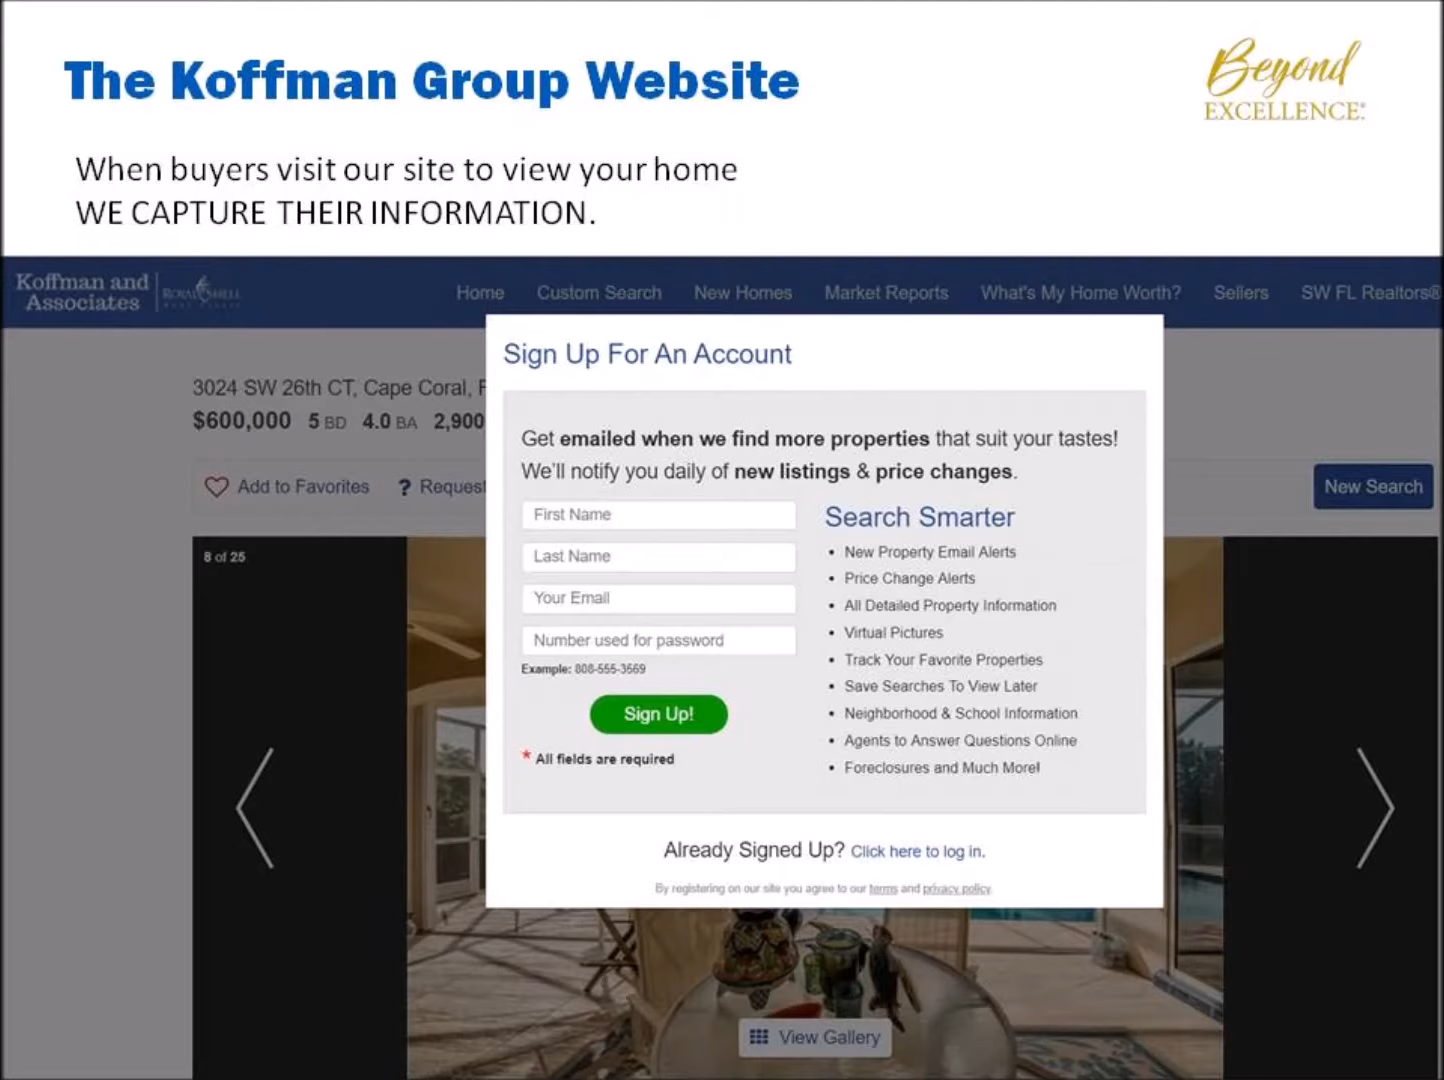 The Koffman Group Website
Beyond
EXCELLENCE®
When buyers visit our site to view your home
WE CAPTURE THEIR INFORMATION.
Koffman and
Associates
ROYAL SHELL
Home Custom Search New Homes Market Reports What's My Home Worth? Sellers SW FL Realtors®
Sign Up For An Account
3024 SW 26th CT, Cape Coral, F
$600,000 5 BD 4.0 BA 2,900
Get emailed when we find more properties that suit your tastes!
We'll notify you daily of new listings & price changes.
Add to Favorites ? Request
New Search
First Name
Last Name
Your Email
Number used for password
Example: 808-555-3569
Sign Up!
* All fields are required
Search Smarter
• New Property Email Alerts
• Price Change Alerts
• All Detailed Property Information
• Virtual Pictures
• Track Your Favorite Properties
• Save Searches To View Later
• Neighborhood & School Information
• Agents to Answer Questions Online
• Foreclosures and Much More!
8 of 25
Already Signed Up? Click here to log in.
By registering on our site you agree to our terms and privacy policy.
View Gallery